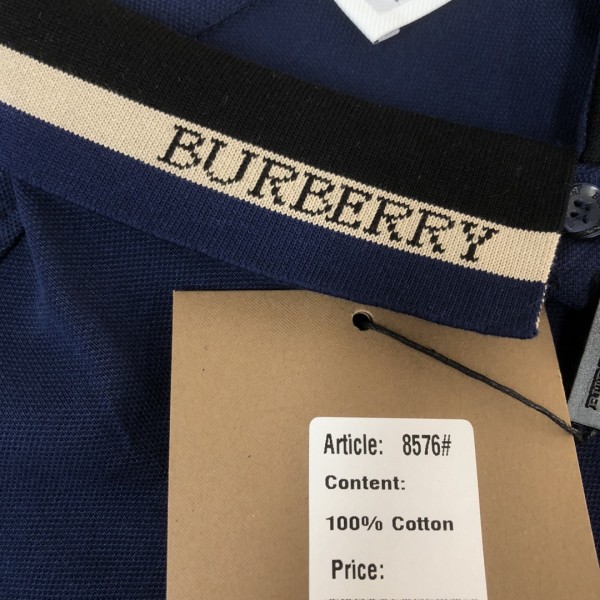 BURBERRY
Article: 8576#
Content:
100% Cotton
Price: